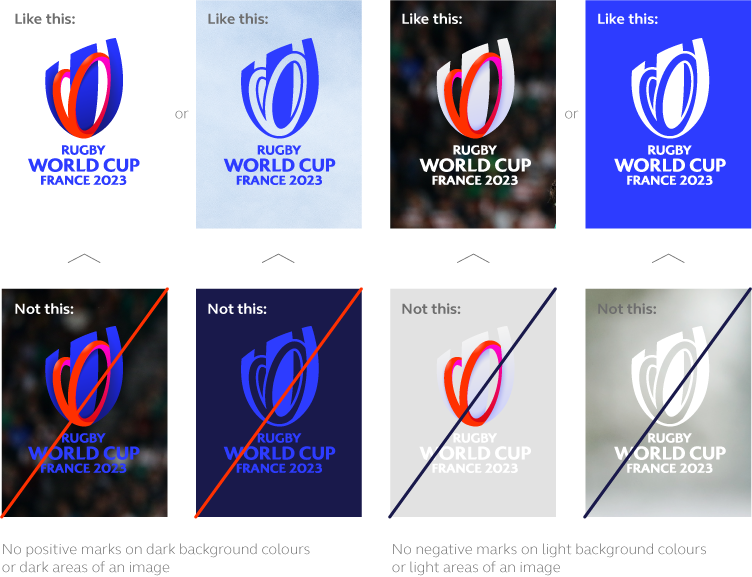 Like this:
RUGBY
WORLD CUP
FRANCE 2023
or
Like this:
RUGBY
WORLD CUP
FRANCE 2023
Like this:
RUGBY
WORLD CUP
FRANCE 2023
or
Like this:
RUGBY
WORLD CUP
FRANCE 2023
Not this:
RUGBY
WORLD CUP
FRANCE 2023
Not this:
RUGBY
WORLD CUP
FRANCE 2023
Not this:
RUGBY
WORLD CUP
FRANCE 2023
Not this:
RUGBY
WORLD CUP
FRANCE 2023
No positive marks on dark background colours
or dark areas of an image
No negative marks on light background colours
or light areas of an image